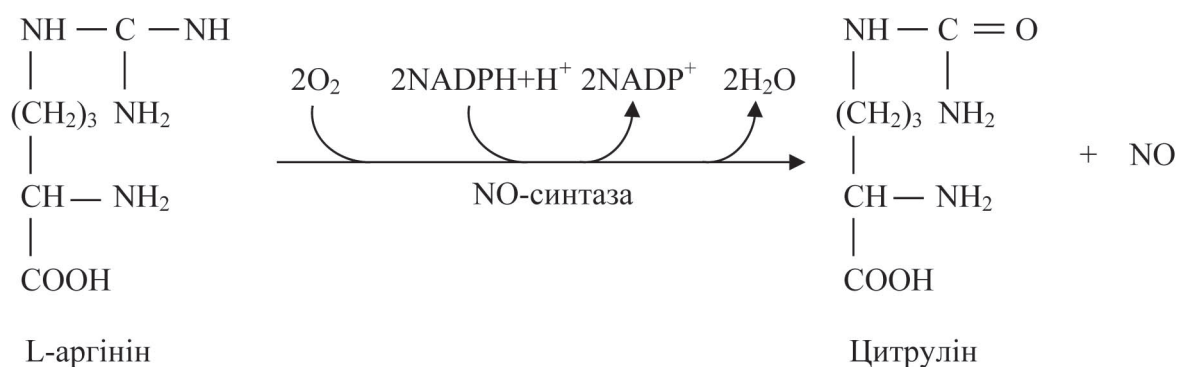 NH — C — NH NH — C = O
2O₂ 2NADPH+H⁺ 2NADP⁺ 2H₂O
(CH₂)₃ NH₂ (CH₂)₃ NH₂
+ NO
NO-синтаза
CH — NH₂ CH — NH₂
COOH COOH
L-аргінін Цитрулін